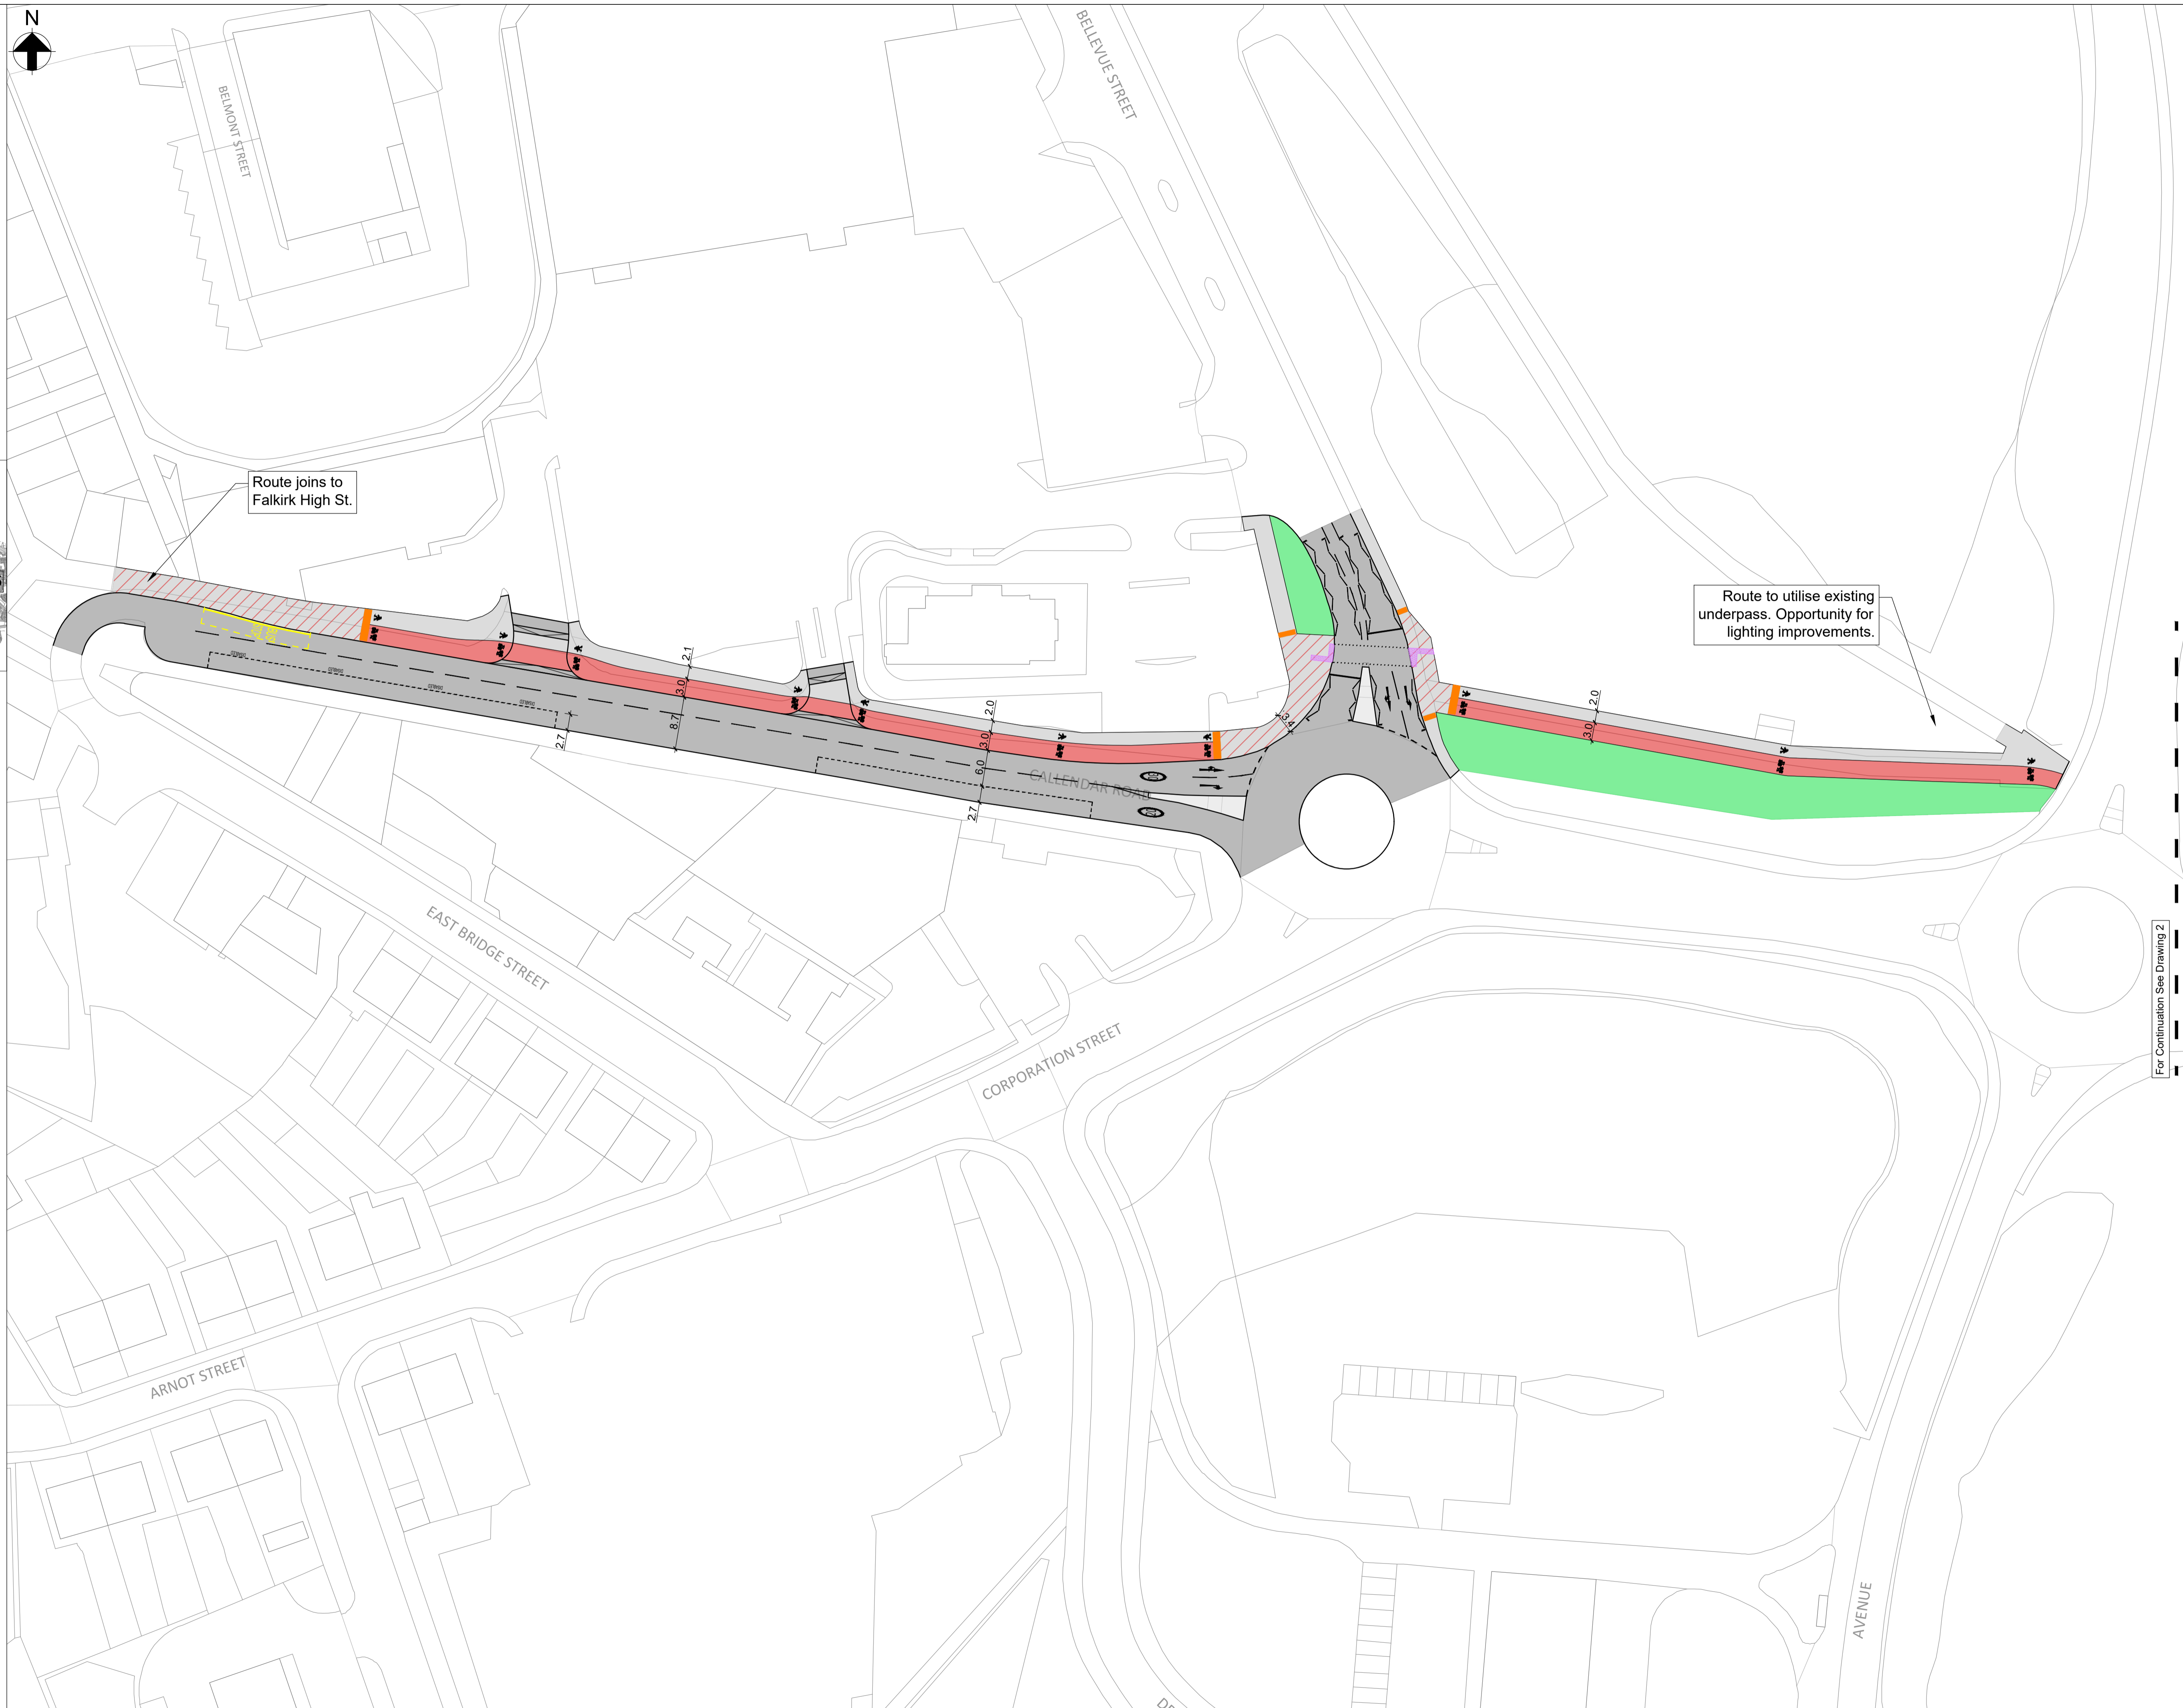 N
BELLEVUE STREET
BELMONT STREET
Route joins to
Falkirk High St.
Route to utilise existing
underpass. Opportunity for
lighting improvements.
2.1
3.0
8.7
2.7
2.0
3.0
6.0
2.7
3.4
2.0
3.0
CALLENDAR ROAD
EAST BRIDGE STREET
CORPORATION STREET
For Continuation See Drawing 2
ARNOT STREET
AVENUE